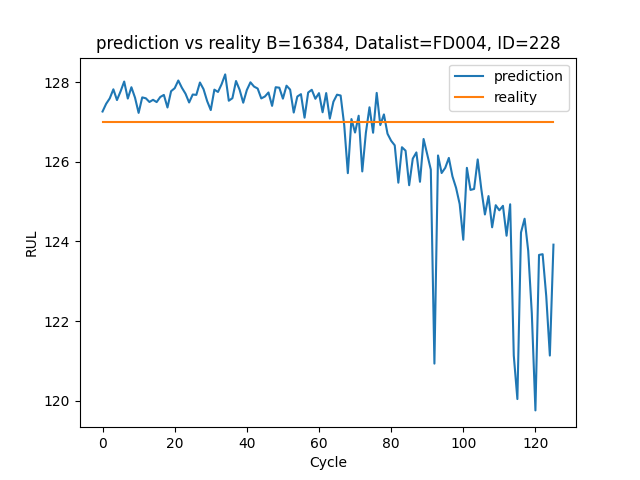 prediction vs reality B=16384, Datalist=FD004, ID=228
prediction
reality
RUL
128
126
124
122
120
0 20 40 60 80 100 120
Cycle